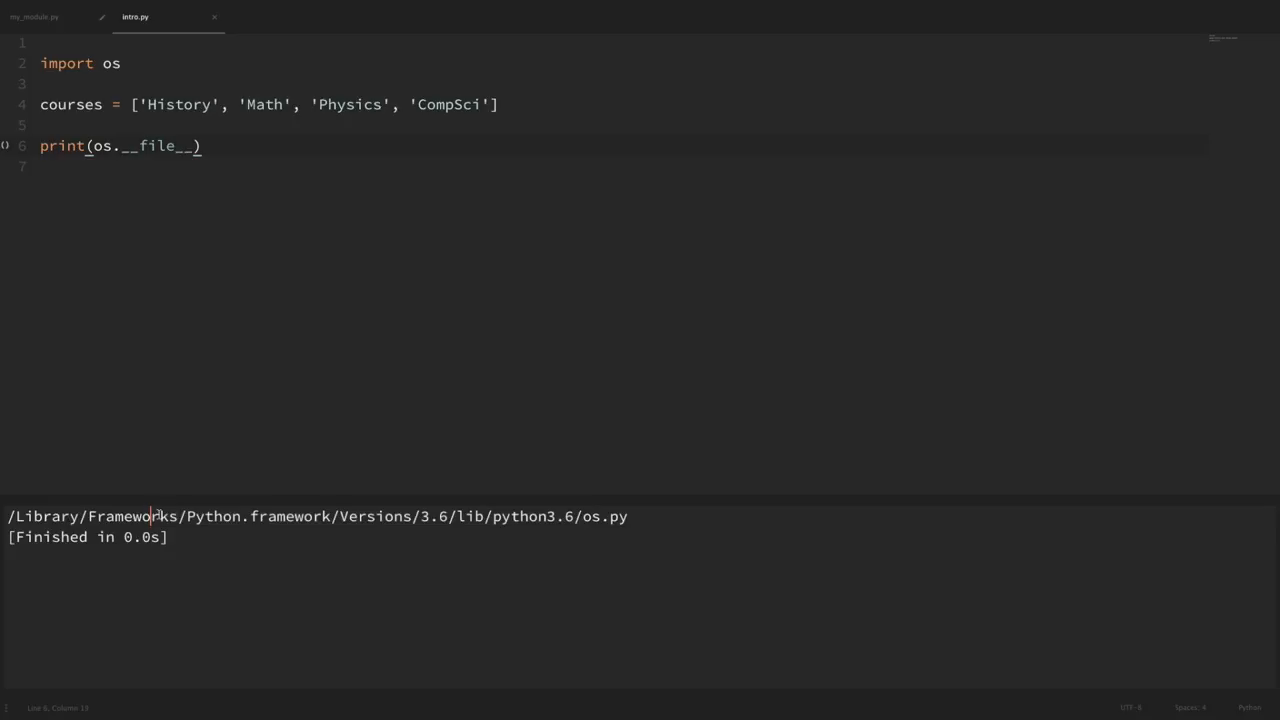 my_module.py
intro.py ×
1
2 import os
3
4 courses = ['History', 'Math', 'Physics', 'CompSci']
5
() 6 print(os.__file__)
7
/Library/Frameworks/Python.framework/Versions/3.6/lib/python3.6/os.py
[Finished in 0.0s]
Line 6, Column 19
UTF-8
Spaces: 4
Python